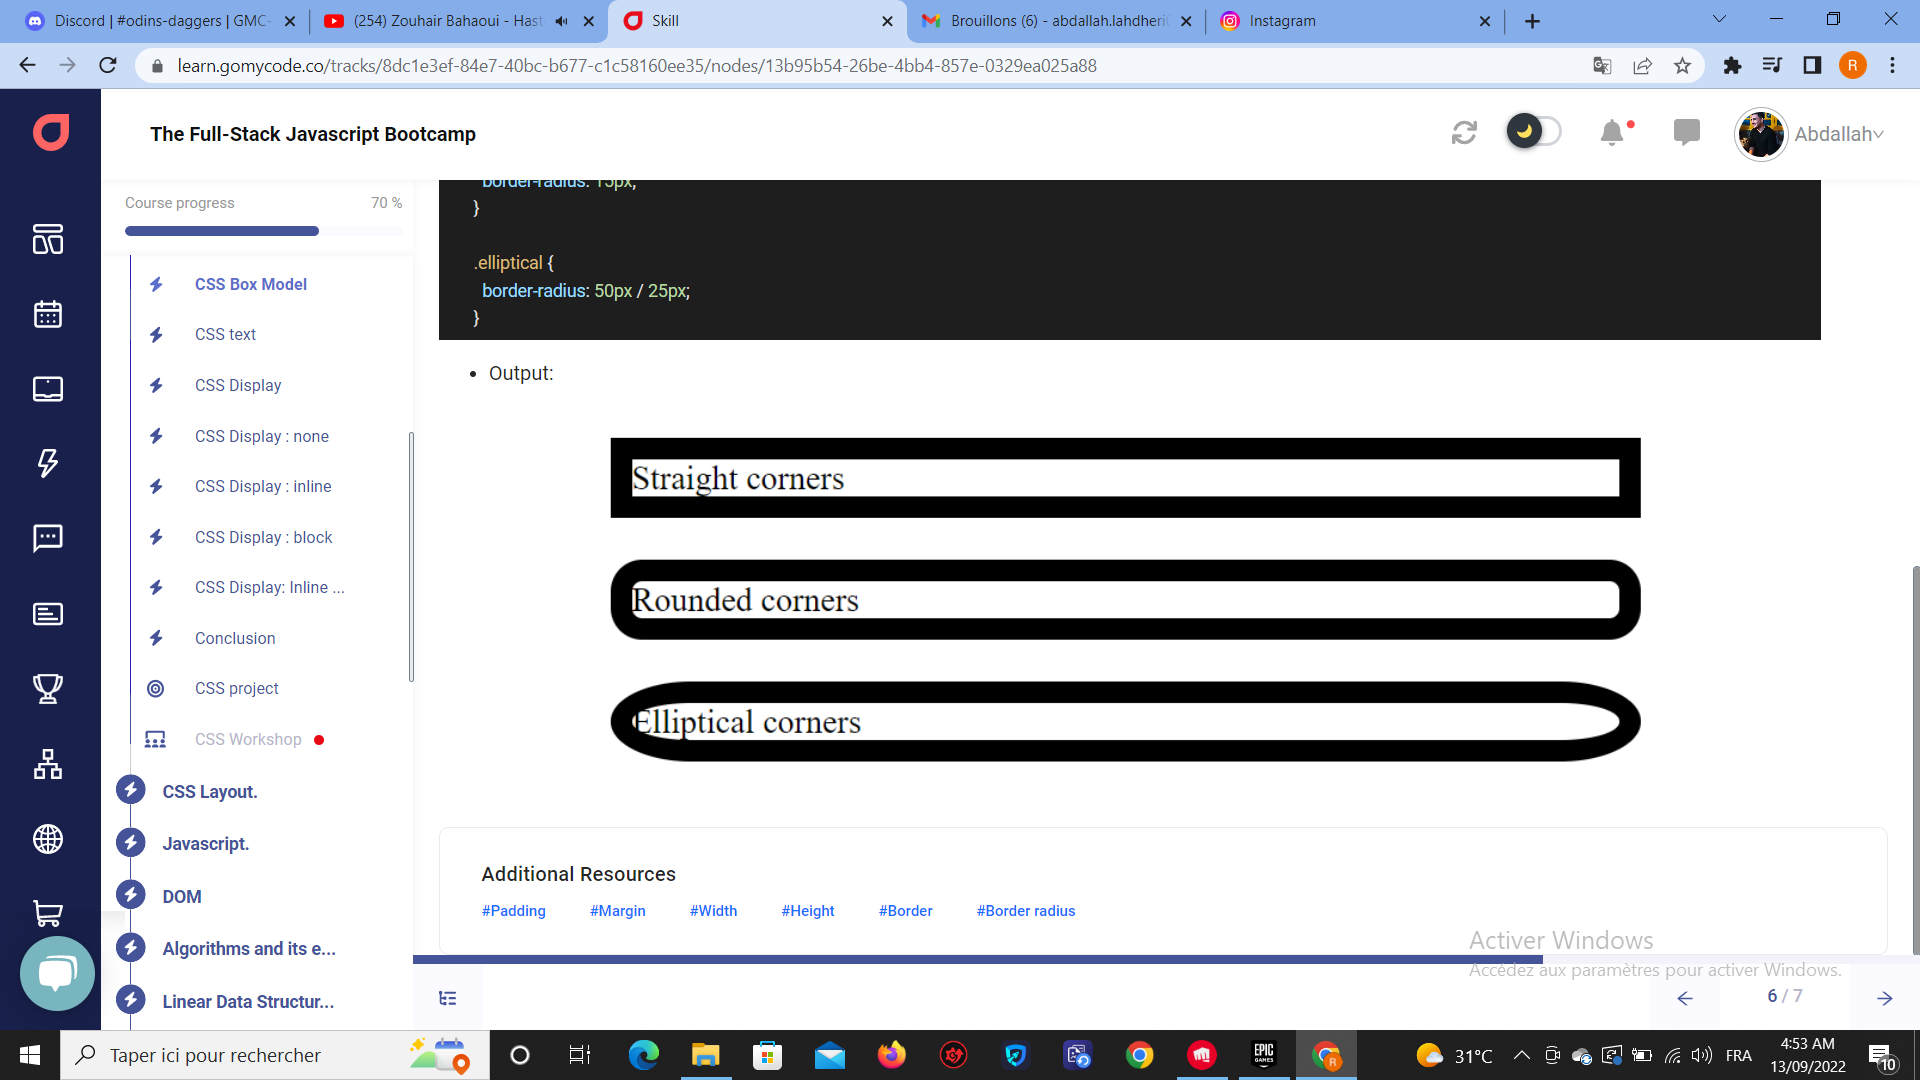 Discord | #odins-daggers | GMC-
(254) Zouhair Bahaoui - Hast
Skill
Brouillons (6) - abdallah.lahdheri
Instagram
learn.gomycode.co/tracks/8dc1e3ef-84e7-40bc-b677-c1c58160ee35/nodes/13b95b54-26be-4bb4-857e-0329ea025a88
R
The Full-Stack Javascript Bootcamp
Abdallah
Course progress
70 %
CSS Box Model
CSS text
CSS Display
CSS Display : none
CSS Display : inline
CSS Display : block
CSS Display: Inline ...
Conclusion
CSS project
CSS Workshop
CSS Layout.
Javascript.
DOM
Algorithms and its e...
Linear Data Structur...
border-radius: 15px;
}
.elliptical {
border-radius: 50px / 25px;
}
Output:
Straight corners
Rounded corners
Elliptical corners
Additional Resources
#Padding
#Margin
#Width
#Height
#Border
#Border radius
Activer Windows
Accédez aux paramètres pour activer Windows.
6 / 7
Taper ici pour rechercher
EPIC
GAMES
R
31°C
FRA
4:53 AM
13/09/2022
10